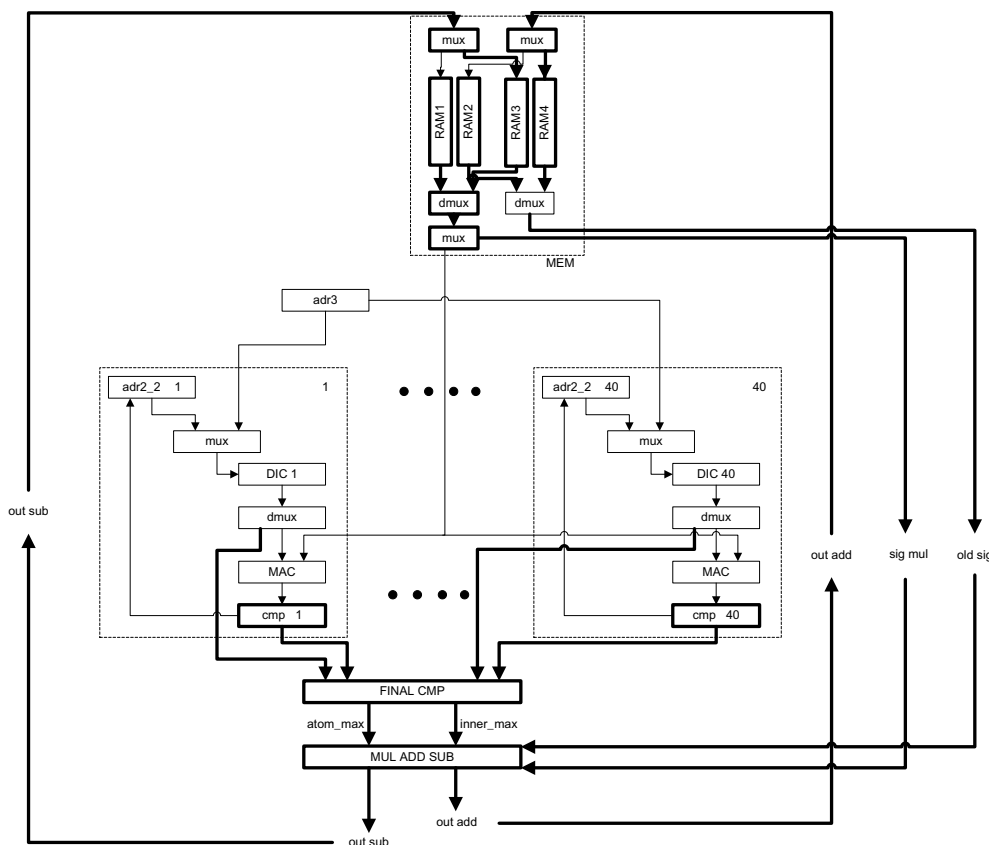 mux mux
RAM1 RAM2 RAM3 RAM4
dmux dmux
mux
MEM
adr3
adr2_2 1 1
adr2_2 40 40
mux
mux
DIC 1
DIC 40
out sub
dmux
dmux
out add
sig mul
old sig
MAC
MAC
cmp 1
cmp 40
FINAL CMP
atom_max inner_max
MUL ADD SUB
out add
out sub